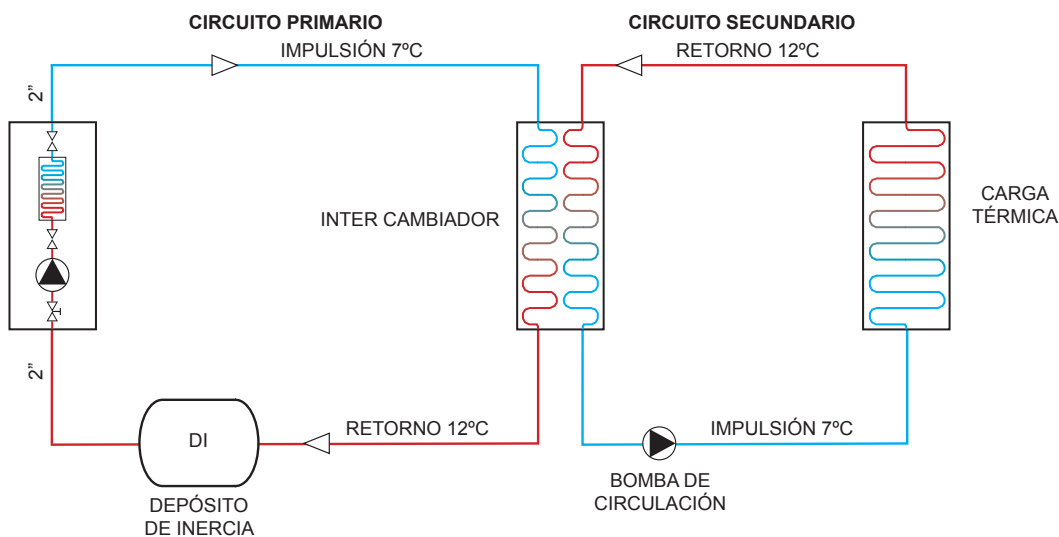 CIRCUITO PRIMARIO
CIRCUITO SECUNDARIO
IMPULSIÓN 7ºC
RETORNO 12ºC
2”
INTER CAMBIADOR
CARGA
TÉRMICA
2”
DI
RETORNO 12ºC
IMPULSIÓN 7ºC
BOMBA DE
CIRCULACIÓN
DEPÓSITO
DE INERCIA